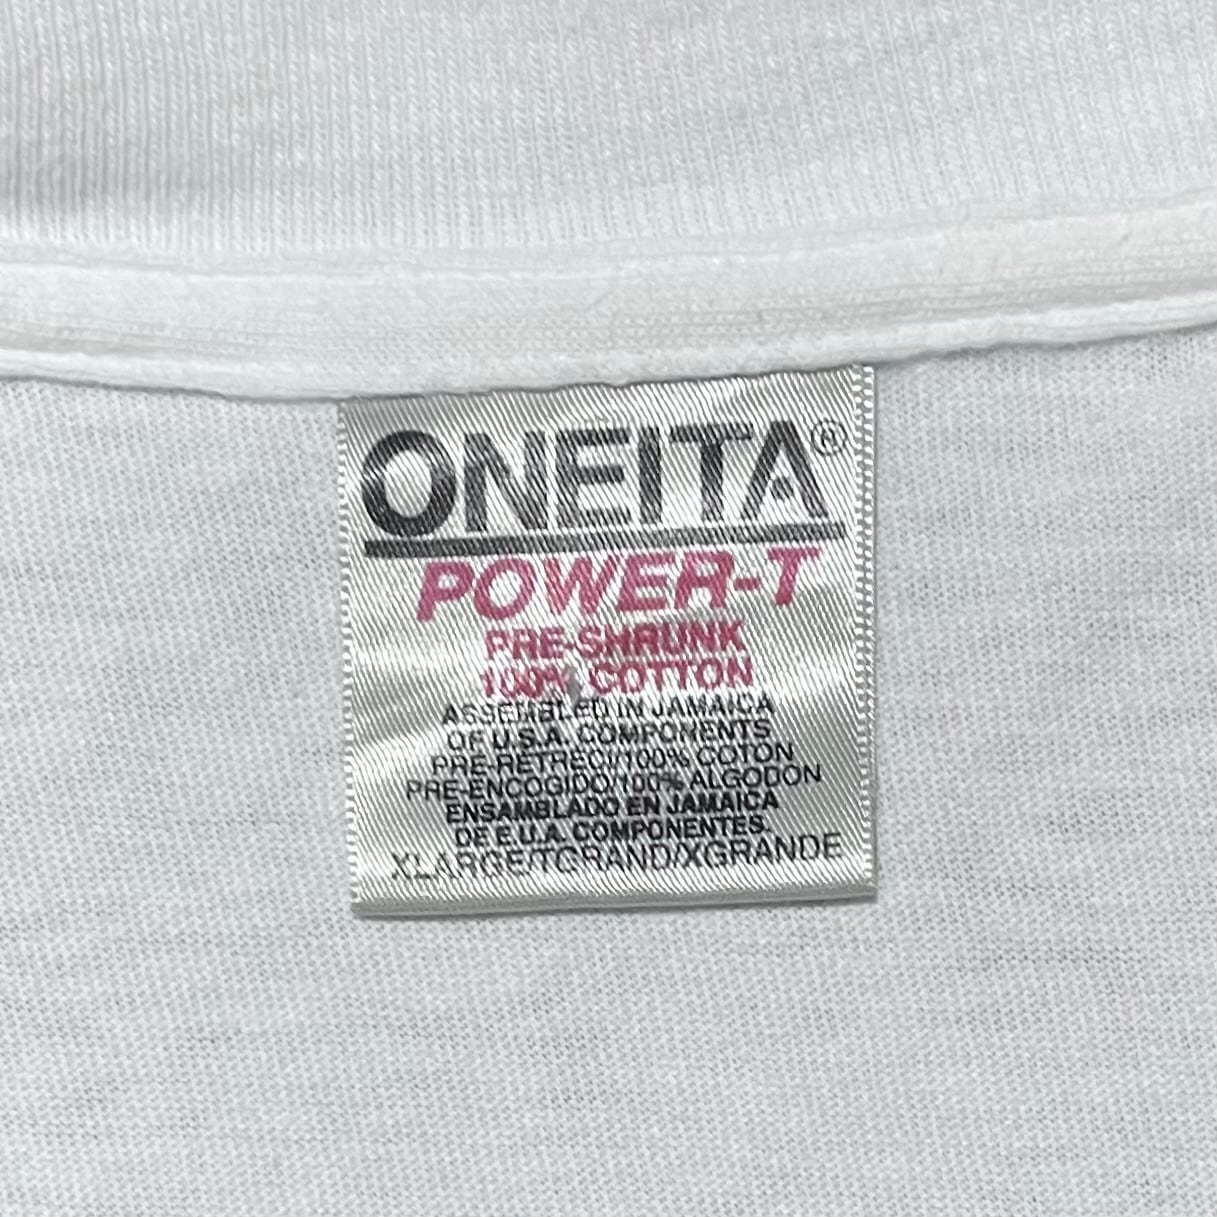 ONEITA®
POWER-T
PRE-SHRUNK
100% COTTON
ASSEMBLED IN JAMAICA
OF U.S.A. COMPONENTS
PRE-RETRECI/100% COTON
PRE-ENCOGIDO/100% ALGODON
ENSAMBLADO EN JAMAICA
DE E.U.A. COMPONENTES.
XLARGE/TGRAND/XGRANDE